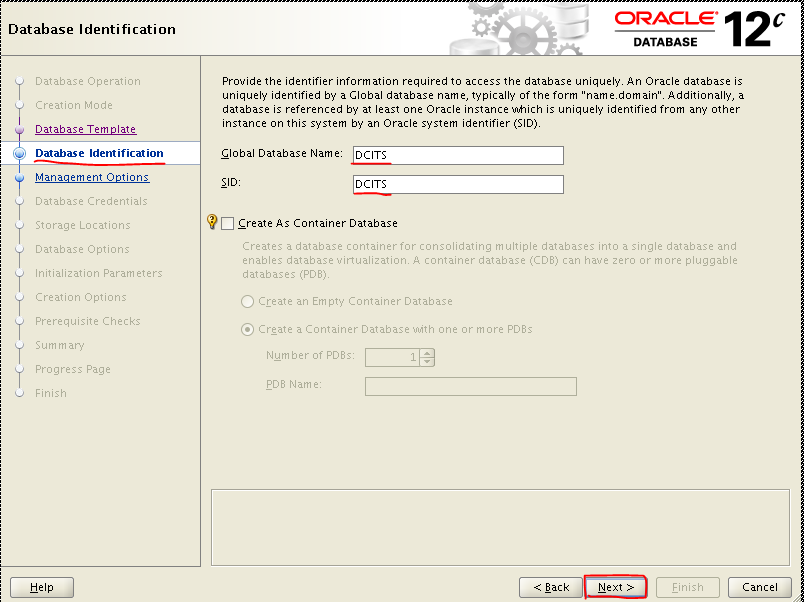 Database Identification
ORACLE
DATABASE
12c
Database Operation
Creation Mode
Database Template
Database Identification
Management Options
Database Credentials
Storage Locations
Database Options
Initialization Parameters
Creation Options
Prerequisite Checks
Summary
Progress Page
Finish
Provide the identifier information required to access the database uniquely. An Oracle database is
uniquely identified by a Global database name, typically of the form "name.domain". Additionally, a
database is referenced by at least one Oracle instance which is uniquely identified from any other
instance on this system by an Oracle system identifier (SID).
Global Database Name: DCITS
SID: DCITS
Create As Container Database
Creates a database container for consolidating multiple databases into a single database and
enables database virtualization. A container database (CDB) can have zero or more pluggable
databases (PDB).
Create an Empty Container Database
Create a Container Database with one or more PDBs
Number of PDBs: 1
PDB Name:
Help
< Back
Next >
Finish
Cancel